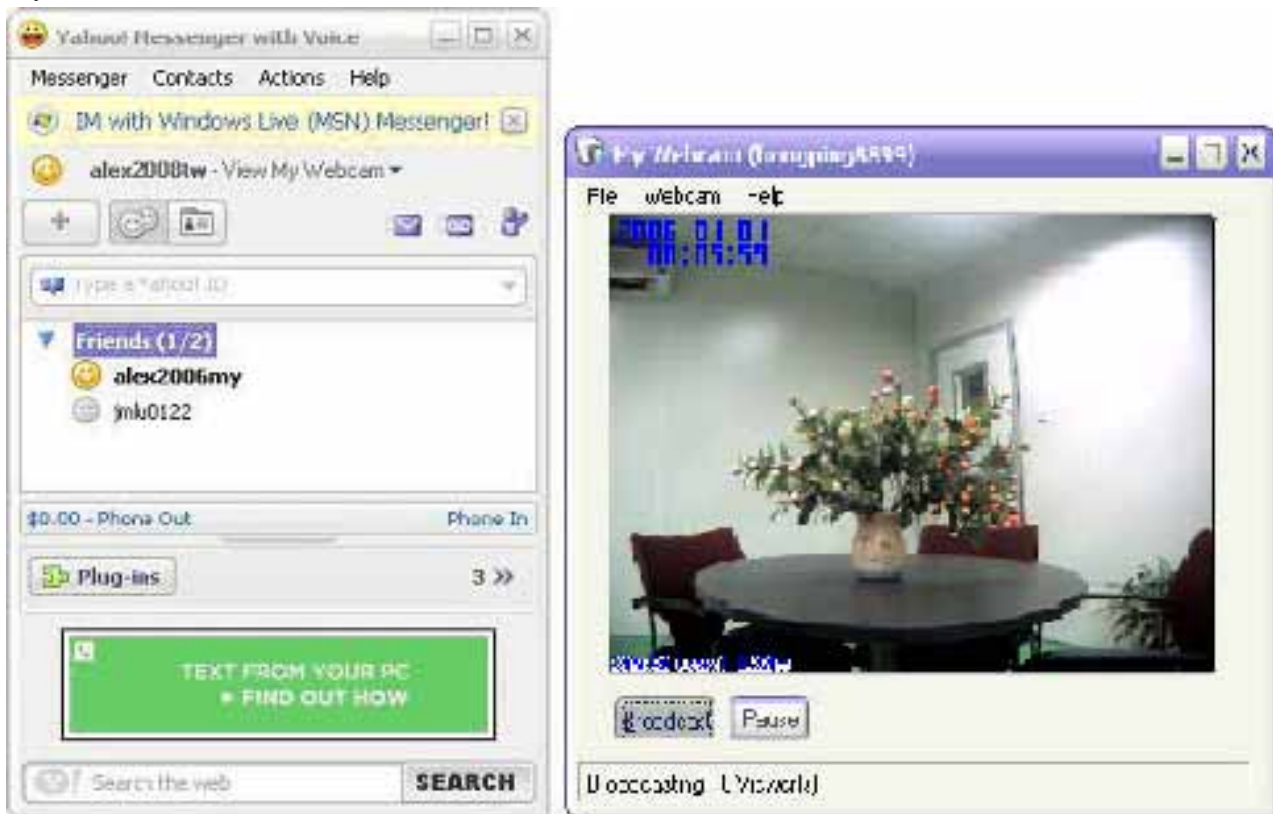 Yahoo! Messenger with Voice
Messenger Contacts Actions Help
IM with Windows Live (MSN) Messenger!
alex2008tw - View My Webcam
Type a Yahoo! ID
Friends (1/2)
alex2006my
jmlu0122
$0.00 - Phone Out Phone In
Plug-ins 3 >>
TEXT FROM YOUR PC
FIND OUT HOW
Search the web SEARCH
My Webcam
File Webcam Help
2006.01.01
Broadcast Pause
Broadcasting